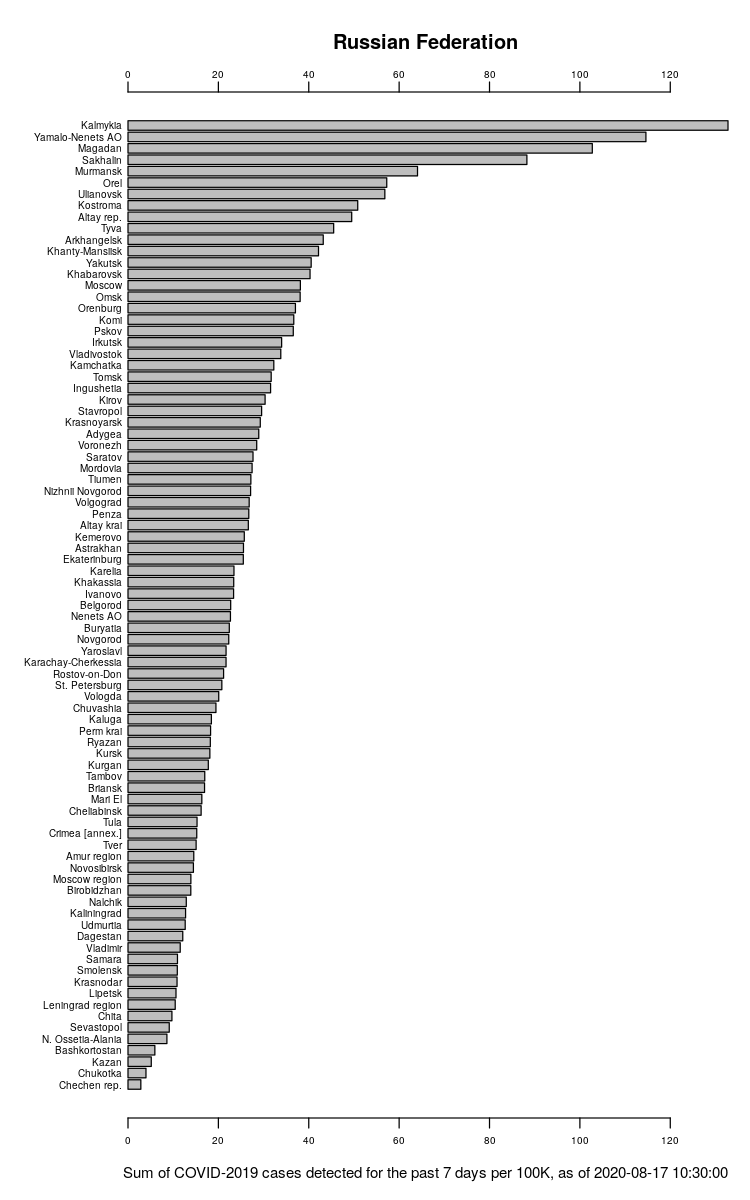 Russian Federation
0 20 40 60 80 100 120
Kalmykia
Yamalo-Nenets AO
Magadan
Sakhalin
Murmansk
Orel
Ulianovsk
Kostroma
Altay rep.
Tyva
Arkhangelsk
Khanty-Mansiisk
Yakutsk
Khabarovsk
Moscow
Omsk
Orenburg
Komi
Pskov
Irkutsk
Vladivostok
Kamchatka
Tomsk
Ingushetia
Kirov
Stavropol
Krasnoyarsk
Adygea
Voronezh
Saratov
Mordovia
Tiumen
Nizhnii Novgorod
Volgograd
Penza
Altay krai
Kemerovo
Astrakhan
Ekaterinburg
Karelia
Khakassia
Ivanovo
Belgorod
Nenets AO
Buryatia
Novgorod
Yaroslavl
Karachay-Cherkessia
Rostov-on-Don
St. Petersburg
Vologda
Chuvashia
Kaluga
Perm krai
Ryazan
Kursk
Kurgan
Tambov
Briansk
Mari El
Cheliabinsk
Tula
Crimea [annex.]
Tver
Amur region
Novosibirsk
Moscow region
Birobidzhan
Nalchik
Kaliningrad
Udmurtia
Dagestan
Vladimir
Samara
Smolensk
Krasnodar
Lipetsk
Leningrad region
Chita
Sevastopol
N. Ossetia-Alania
Bashkortostan
Kazan
Chukotka
Chechen rep.
0 20 40 60 80 100 120
Sum of COVID-2019 cases detected for the past 7 days per 100K, as of 2020-08-17 10:30:00